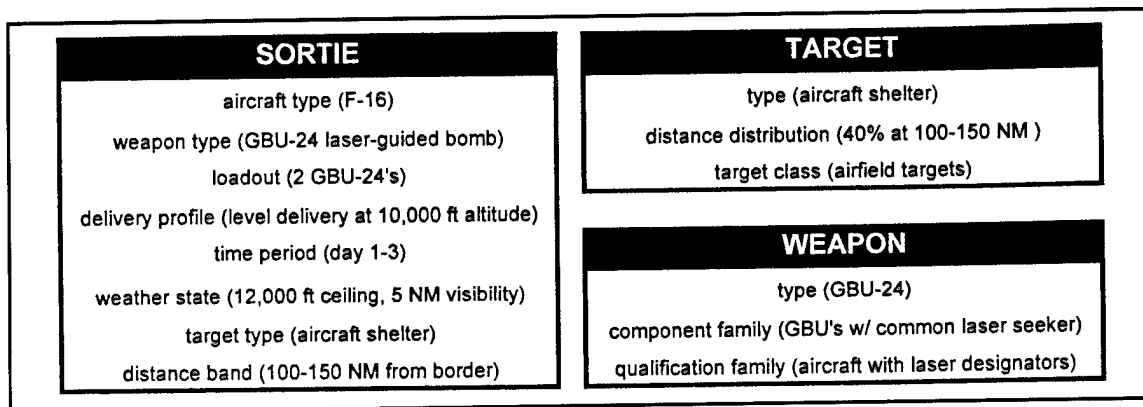 SORTIE
aircraft type (F-16)
weapon type (GBU-24 laser-guided bomb)
loadout (2 GBU-24's)
delivery profile (level delivery at 10,000 ft altitude)
time period (day 1-3)
weather state (12,000 ft ceiling, 5 NM visibility)
target type (aircraft shelter)
distance band (100-150 NM from border)
TARGET
type (aircraft shelter)
distance distribution (40% at 100-150 NM )
target class (airfield targets)
WEAPON
type (GBU-24)
component family (GBU's w/ common laser seeker)
qualification family (aircraft with laser designators)